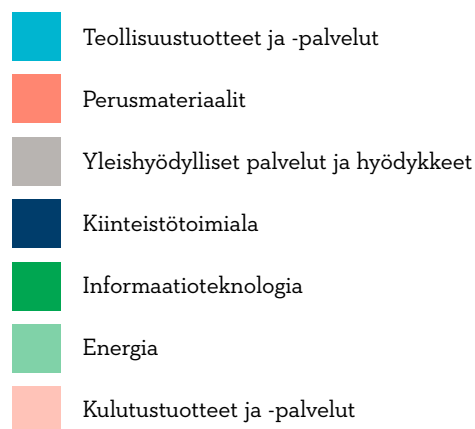 Teollisuustuotteet ja -palvelut
Perusmateriaalit
Yleishyödylliset palvelut ja hyödykkeet
Kiinteistötoimiala
Informaatioteknologia
Energia
Kulutustuotteet ja -palvelut